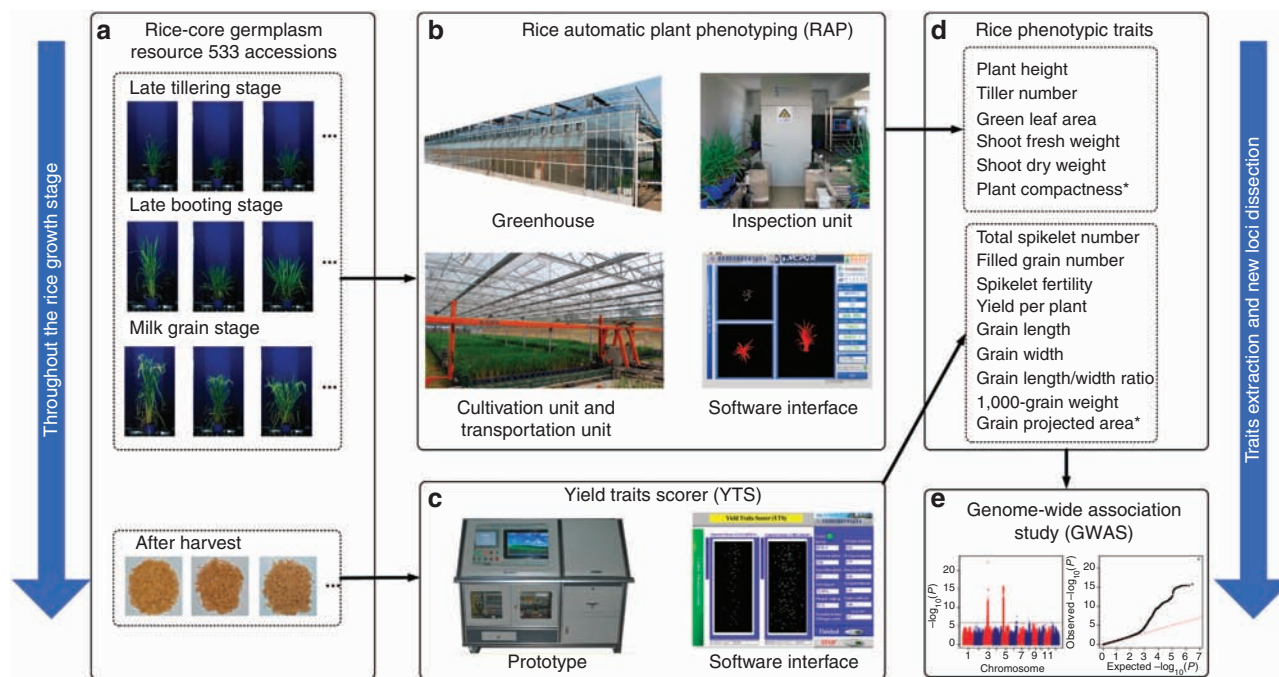 Throughout the rice growth stage
a
Rice-core germplasm
resource 533 accessions
Late tillering stage
...
Late booting stage
...
Milk grain stage
...
After harvest
...
b
Rice automatic plant phenotyping (RAP)
Greenhouse
Inspection unit
Cultivation unit and
transportation unit
Software interface
c
Yield traits scorer (YTS)
Prototype
Yield Traits Scorer (YTS)
Software interface
d
Rice phenotypic traits
Plant height
Tiller number
Green leaf area
Shoot fresh weight
Shoot dry weight
Plant compactness*
Total spikelet number
Filled grain number
Spikelet fertility
Yield per plant
Grain length
Grain width
Grain length/width ratio
1,000-grain weight
Grain projected area*
e
Genome-wide association
study (GWAS)
–log10(P)
20
15
10
5
0
1 3 5 7 9 11
Chromosome
Observed –log10(P)
20
15
10
5
0
0 1 2 3 4 5 6 7
Expected –log10(P)
Traits extraction and new loci dissection